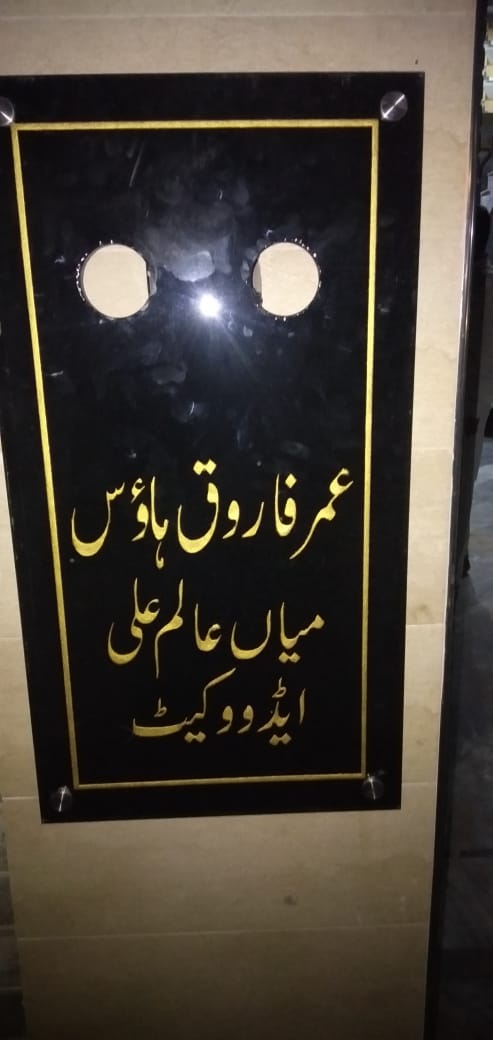 عمر فاروق ہاؤس
میاں عالم علی
ایڈووکیٹ